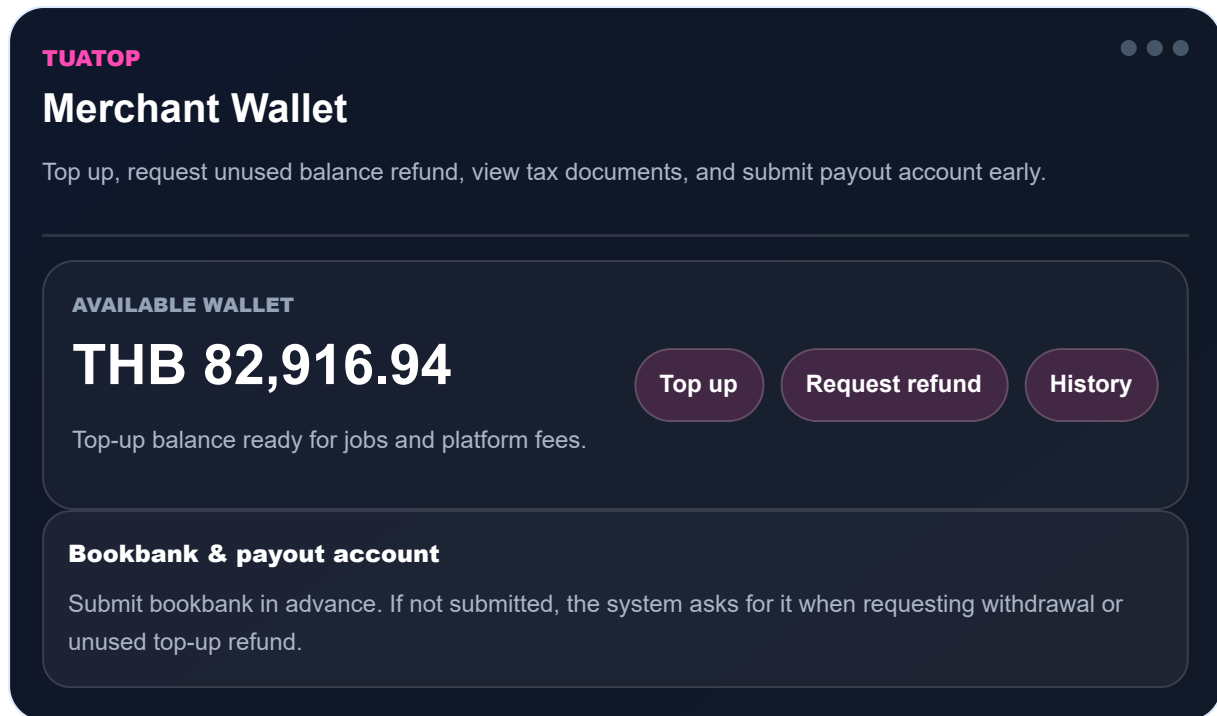 TUATOP
Merchant Wallet
Top up, request unused balance refund, view tax documents, and submit payout account early.
AVAILABLE WALLET
THB 82,916.94
Top up
Request refund
History
Top-up balance ready for jobs and platform fees.
Bookbank & payout account
Submit bookbank in advance. If not submitted, the system asks for it when requesting withdrawal or
unused top-up refund.